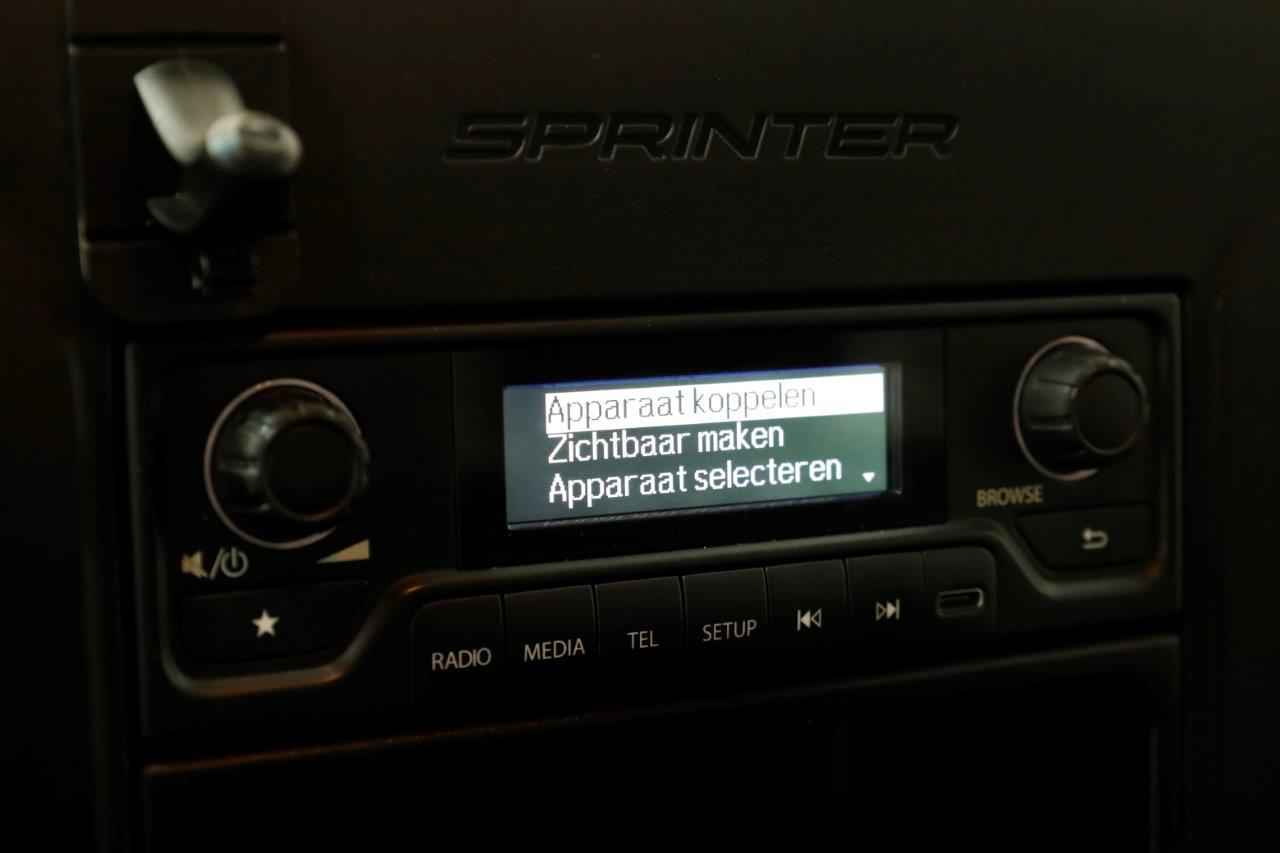 SPRINTER
Apparaat koppelen
Zichtbaar maken
Apparaat selecteren
BROWSE
RADIO
MEDIA
TEL
SETUP